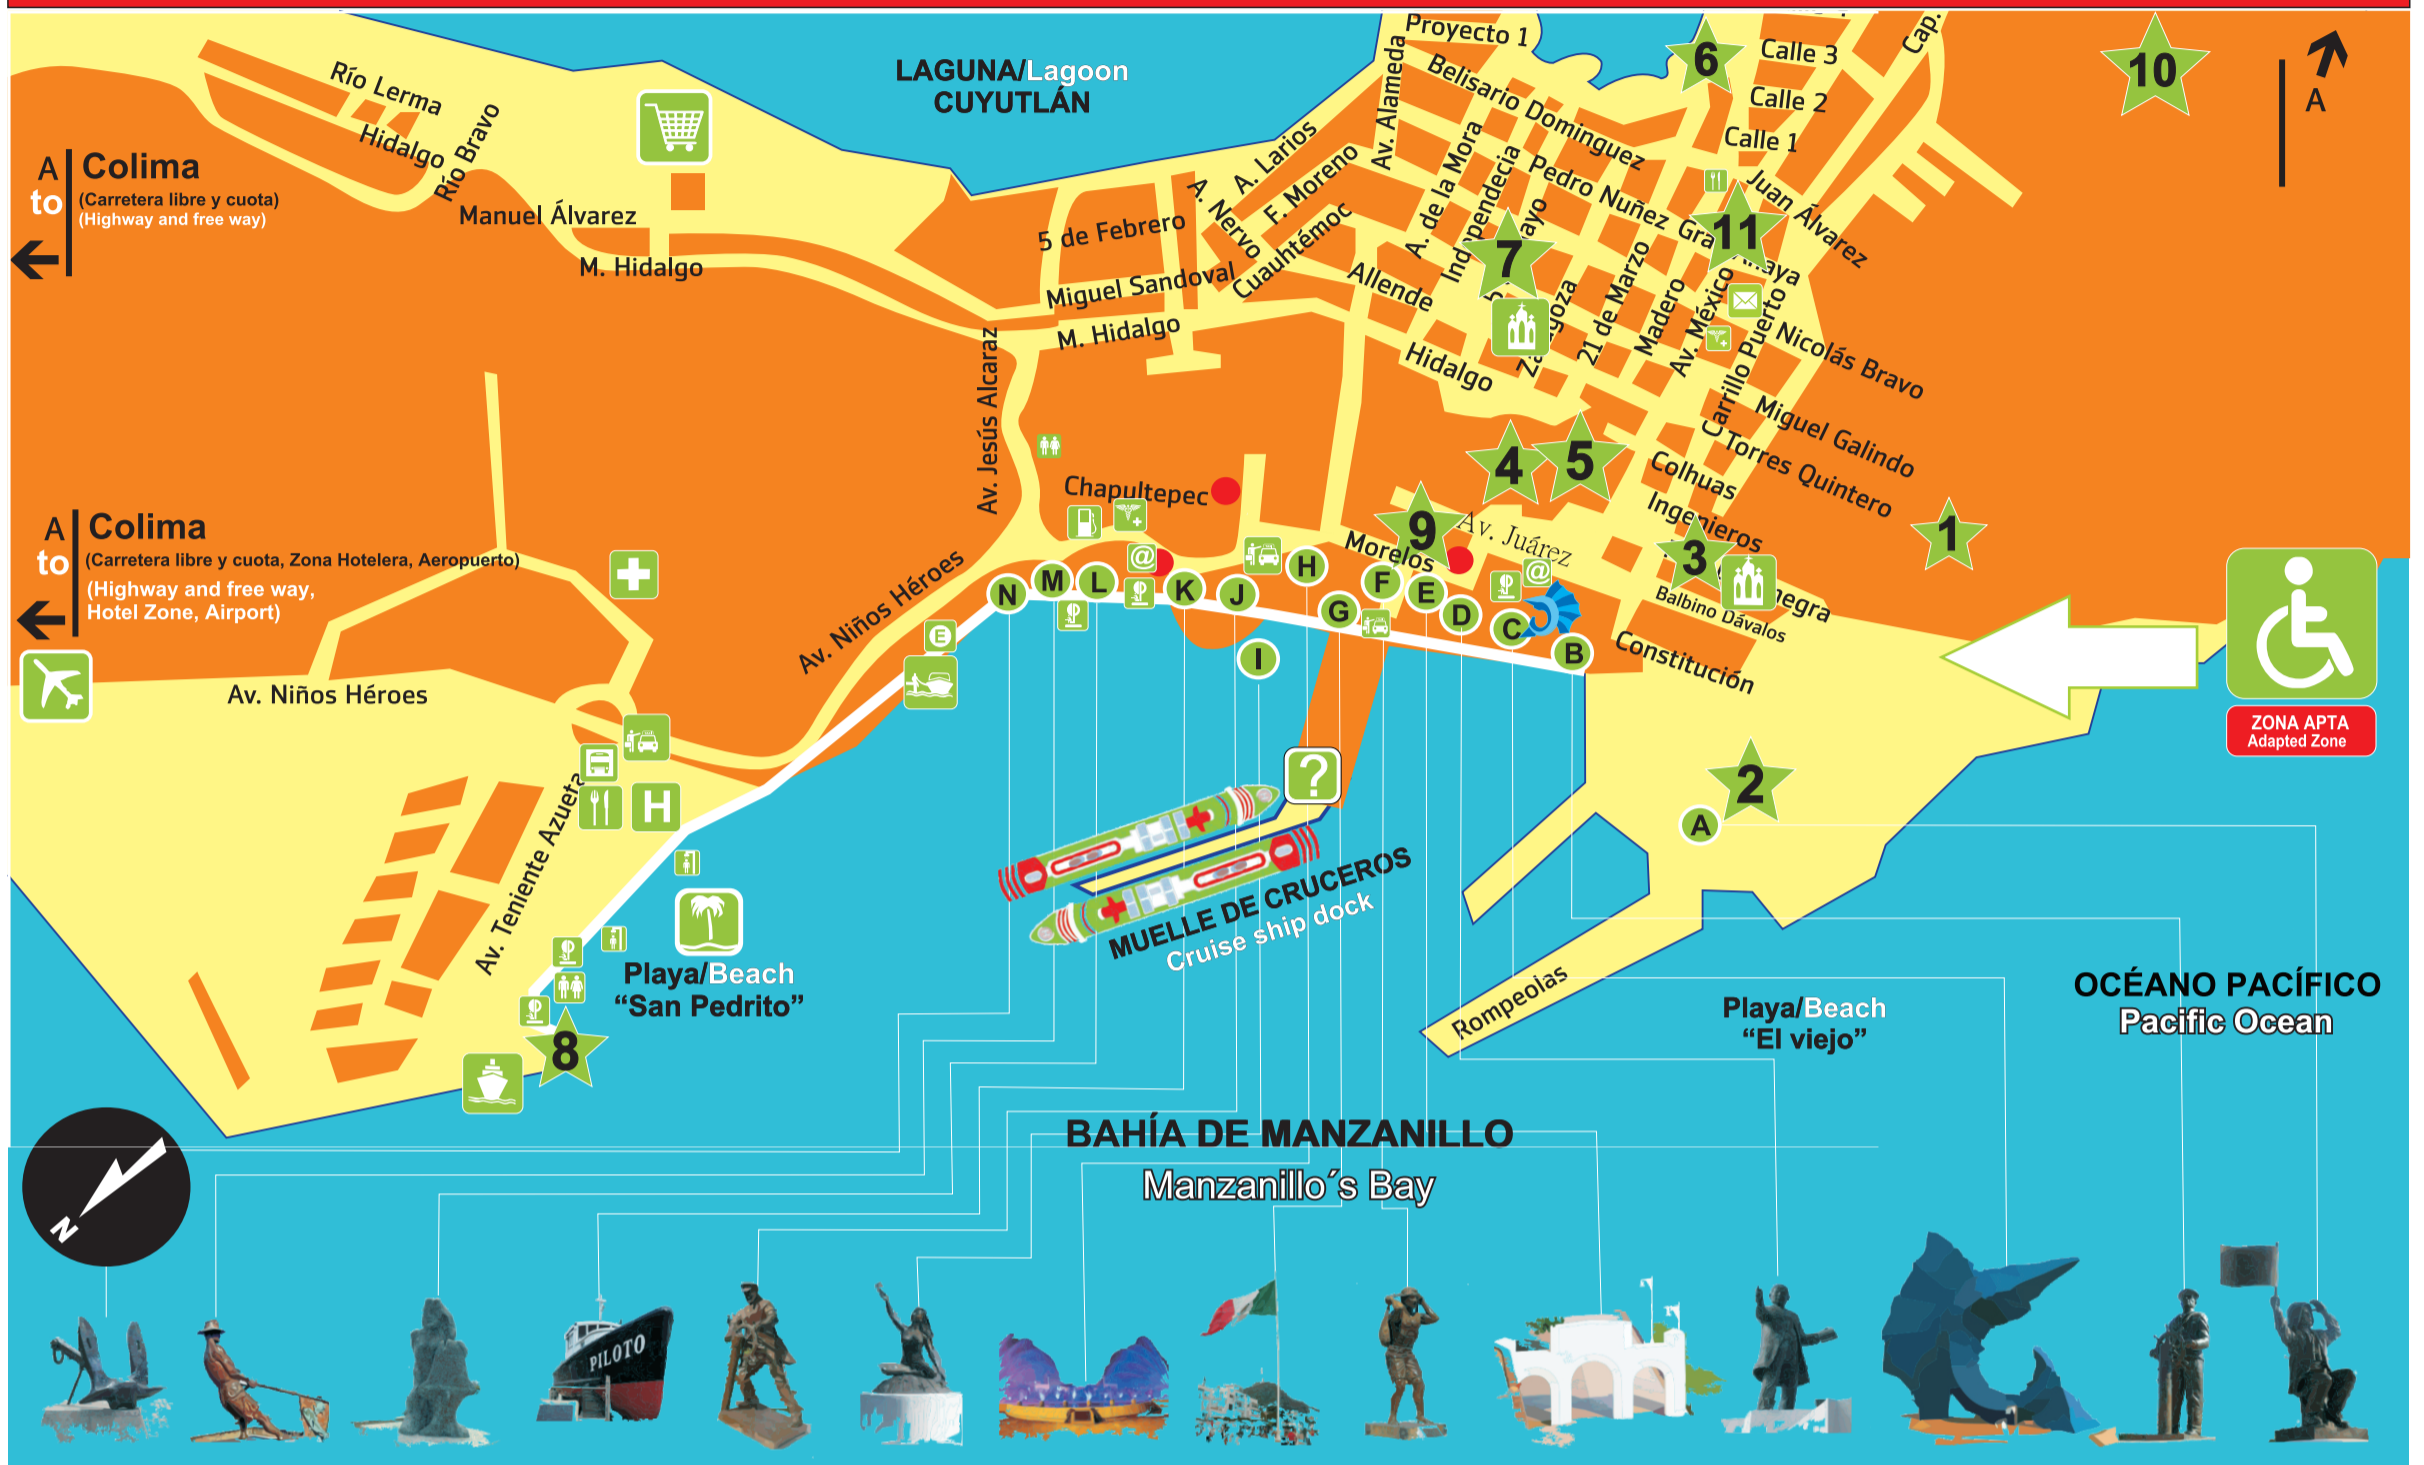 LAGUNA/Lagoon
CUYUTLÁN
Proyecto 1
Belisario Dominguez
Av. Alameda
Calle 3
Calle 2
Calle 1
Cap.
6
10
A
Río Lerma
Hidalgo
Río Bravo
Manuel Álvarez
M. Hidalgo
A
to
Colima
(Carretera libre y cuota)
(Highway and free way)
5 de Febrero
Miguel Sandoval
M. Hidalgo
A. Larios
A. Nervo
F. Moreno
Cuauhtémoc
A. de la Mora
Pedro Nuñez
Juan Álvarez
11
7
Allende
Hidalgo
21 de Marzo
Madero
Av. México
Carrillo Puerto
Nicolás Bravo
Miguel Galindo
Torres Quintero
Colhuas
Ingenieros
Av. Jesús Alcaraz
Chapultepec
4
5
9
3
1
Av. Juárez
Morelos
Balbino Dávalos
Constitución
A
to
Colima
(Carretera libre y cuota, Zona Hotelera, Aeropuerto)
(Highway and free way,
Hotel Zone, Airport)
Av. Niños Héroes
Av. Niños Héroes
@
@
E
N
M
L
K
J
I
H
G
F
E
D
C
B
A
2
ZONA APTA
Adapted Zone
?
H
Av. Teniente Azueta
MUELLE DE CRUCEROS
Cruise ship dock
Playa/Beach
“San Pedrito”
8
Rompeolas
Playa/Beach
“El viejo”
OCÉANO PACÍFICO
Pacific Ocean
BAHÍA DE MANZANILLO
Manzanillo´s Bay
N
PILOTO